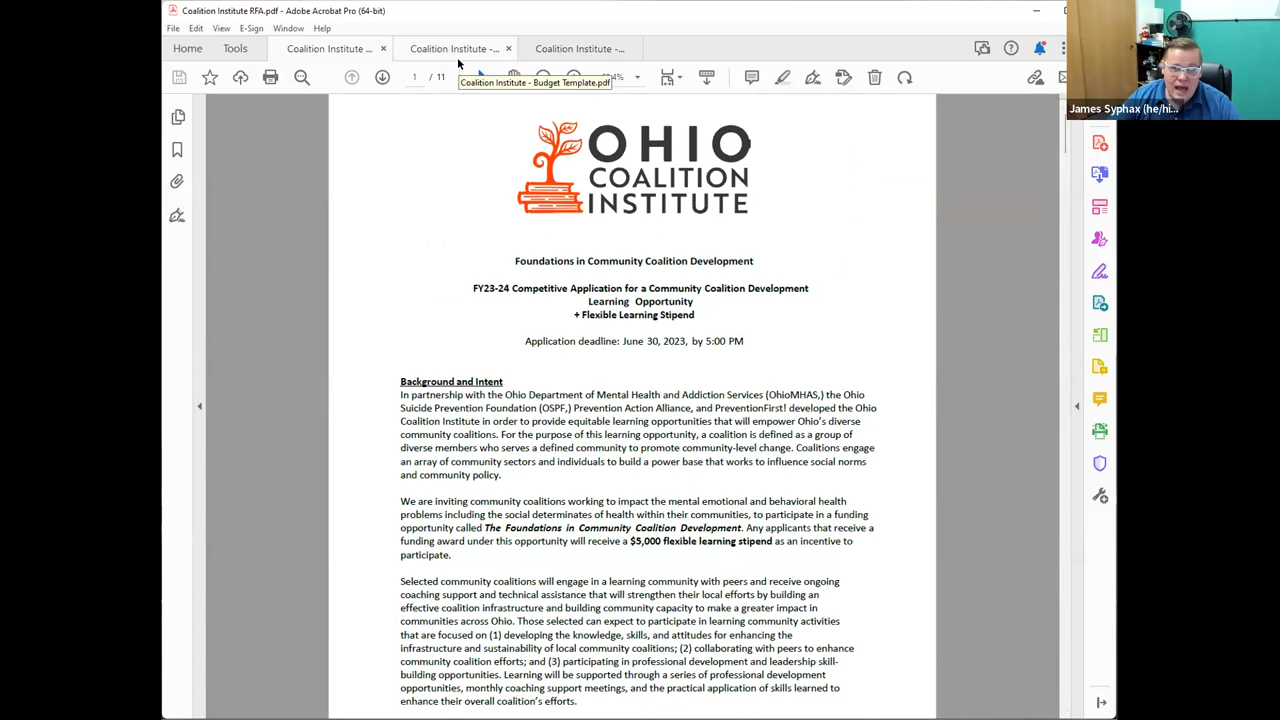 Coalition Institute RFA.pdf - Adobe Acrobat Pro (64-bit)
File Edit View E-Sign Window Help
Home Tools Coalition Institute ... × Coalition Institute -... × Coalition Institute -...
1 / 11
Coalition Institute - Budget Template.pdf
James Syphax (he/hi...
OHIO
COALITION
INSTITUTE
Foundations in Community Coalition Development
FY23-24 Competitive Application for a Community Coalition Development
Learning Opportunity
+ Flexible Learning Stipend
Application deadline: June 30, 2023, by 5:00 PM
Background and Intent
In partnership with the Ohio Department of Mental Health and Addiction Services (OhioMHAS,) the Ohio
Suicide Prevention Foundation (OSPF,) Prevention Action Alliance, and PreventionFirst! developed the Ohio
Coalition Institute in order to provide equitable learning opportunities that will empower Ohio's diverse
community coalitions. For the purpose of this learning opportunity, a coalition is defined as a group of
diverse members who serves a defined community to promote community-level change. Coalitions engage
an array of community sectors and individuals to build a power base that works to influence social norms
and community policy.
We are inviting community coalitions working to impact the mental emotional and behavioral health
problems including the social determinates of health within their communities, to participate in a funding
opportunity called The Foundations in Community Coalition Development. Any applicants that receive a
funding award under this opportunity will receive a $5,000 flexible learning stipend as an incentive to
participate.
Selected community coalitions will engage in a learning community with peers and receive ongoing
coaching support and technical assistance that will strengthen their local efforts by building an
effective coalition infrastructure and building community capacity to make a greater impact in
communities across Ohio. Those selected can expect to participate in learning community activities
that are focused on (1) developing the knowledge, skills, and attitudes for enhancing the
infrastructure and sustainability of local community coalitions; (2) collaborating with peers to enhance
community coalition efforts; and (3) participating in professional development and leadership skill-
building opportunities. Learning will be supported through a series of professional development
opportunities, monthly coaching support meetings, and the practical application of skills learned to
enhance their overall coalition's efforts.